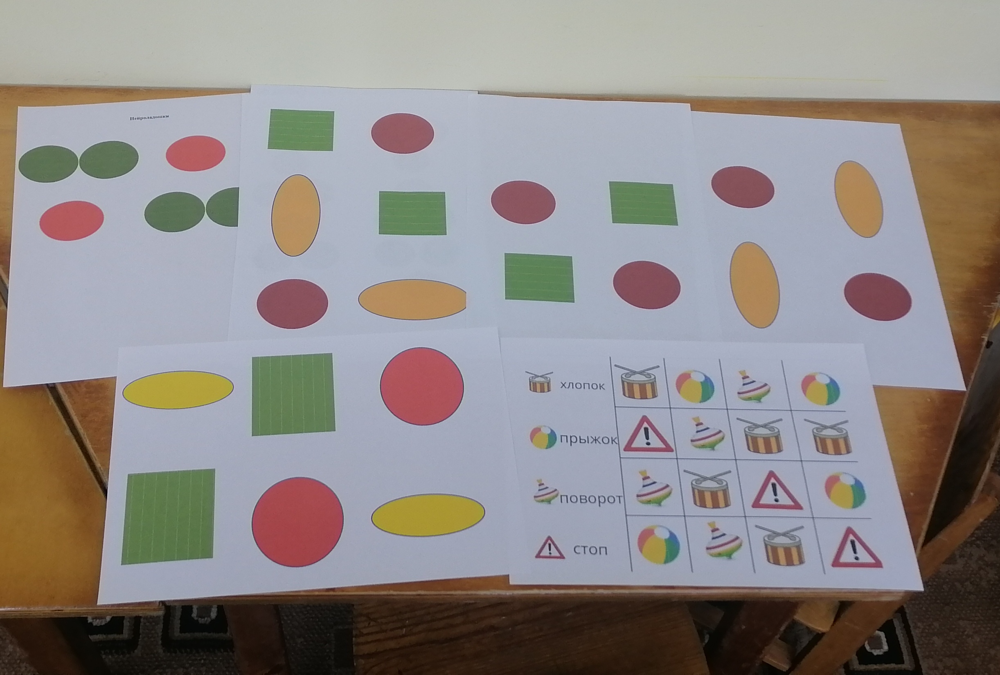 Нейроладошки
хлопок
прыжок
поворот
стоп